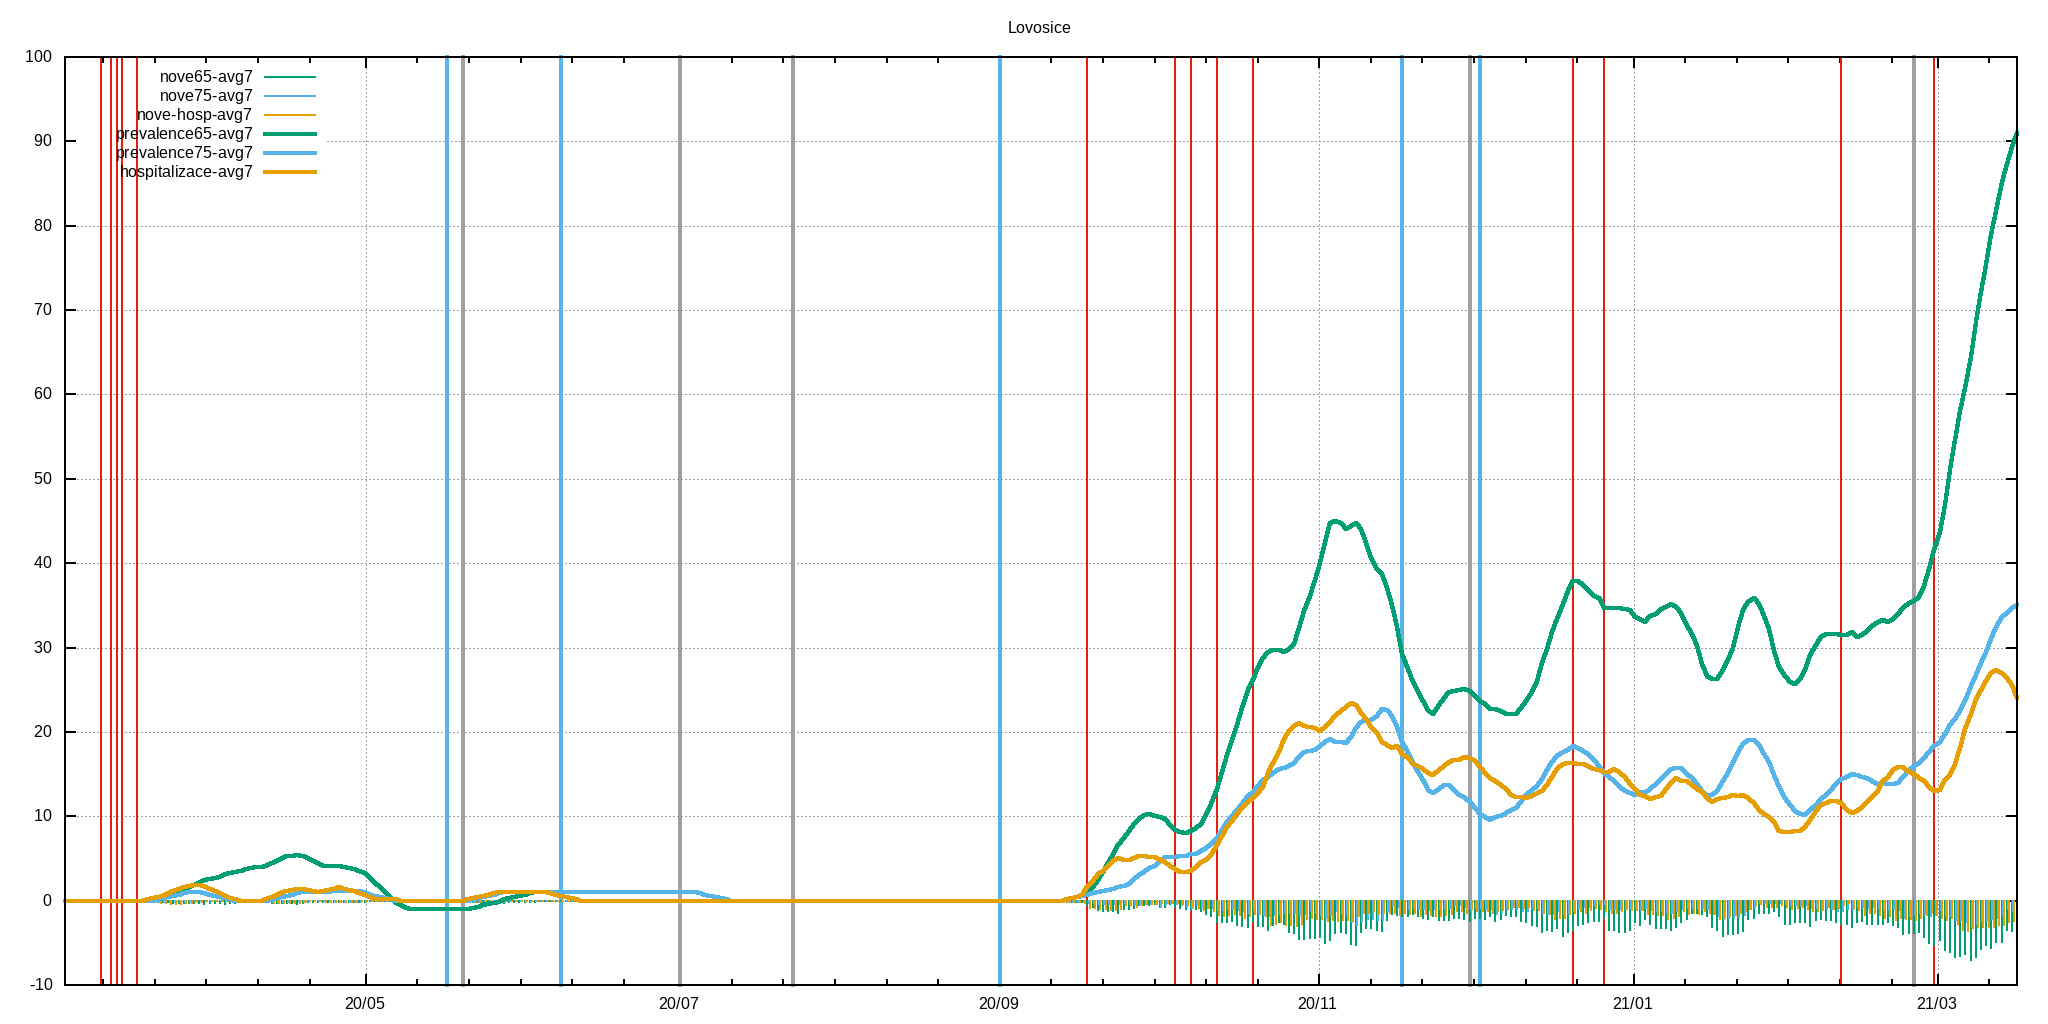 Lovosice
100
nove65-avg7
nove75-avg7
nove-hosp-avg7
prevalence65-avg7
prevalence75-avg7
hospitalizace-avg7
90
80
70
60
50
40
30
20
10
0
-10
20/05 20/07 20/09 20/11 21/01 21/03